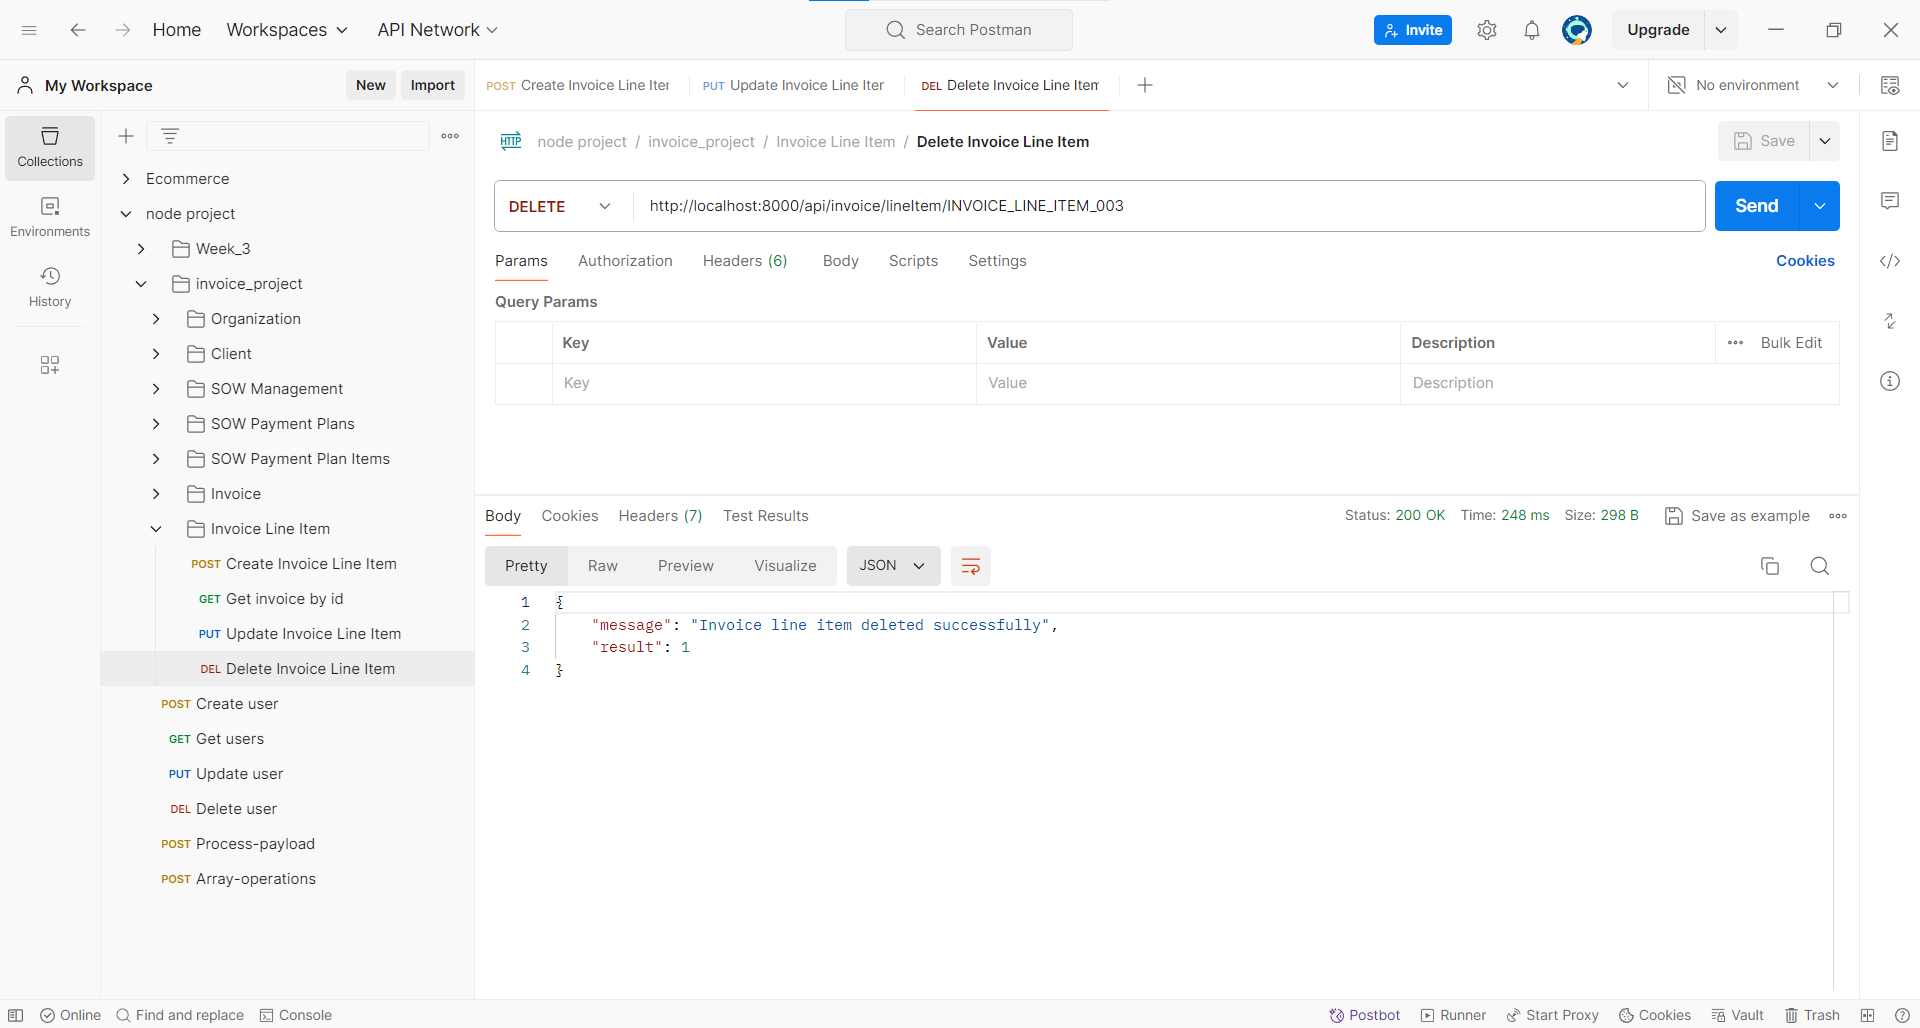 Home Workspaces API Network Search Postman Invite Upgrade
My Workspace New Import POST Create Invoice Line Iter PUT Update Invoice Line Iter DEL Delete Invoice Line Item No environment
Collections
Environments
History
Ecommerce
node project
Week_3
invoice_project
Organization
Client
SOW Management
SOW Payment Plans
SOW Payment Plan Items
Invoice
Invoice Line Item
POST Create Invoice Line Item
GET Get invoice by id
PUT Update Invoice Line Item
DEL Delete Invoice Line Item
POST Create user
GET Get users
PUT Update user
DEL Delete user
POST Process-payload
POST Array-operations
HTTP node project / invoice_project / Invoice Line Item / Delete Invoice Line Item Save
DELETE http://localhost:8000/api/invoice/lineItem/INVOICE_LINE_ITEM_003 Send
Params Authorization Headers (6) Body Scripts Settings Cookies
Query Params
Key Value Description Bulk Edit
Key Value Description
Body Cookies Headers (7) Test Results Status: 200 OK Time: 248 ms Size: 298 B Save as example
Pretty Raw Preview Visualize JSON
1 {
2 "message": "Invoice line item deleted successfully",
3 "result": 1
4 }
Online Find and replace Console Postbot Runner Start Proxy Cookies Vault Trash